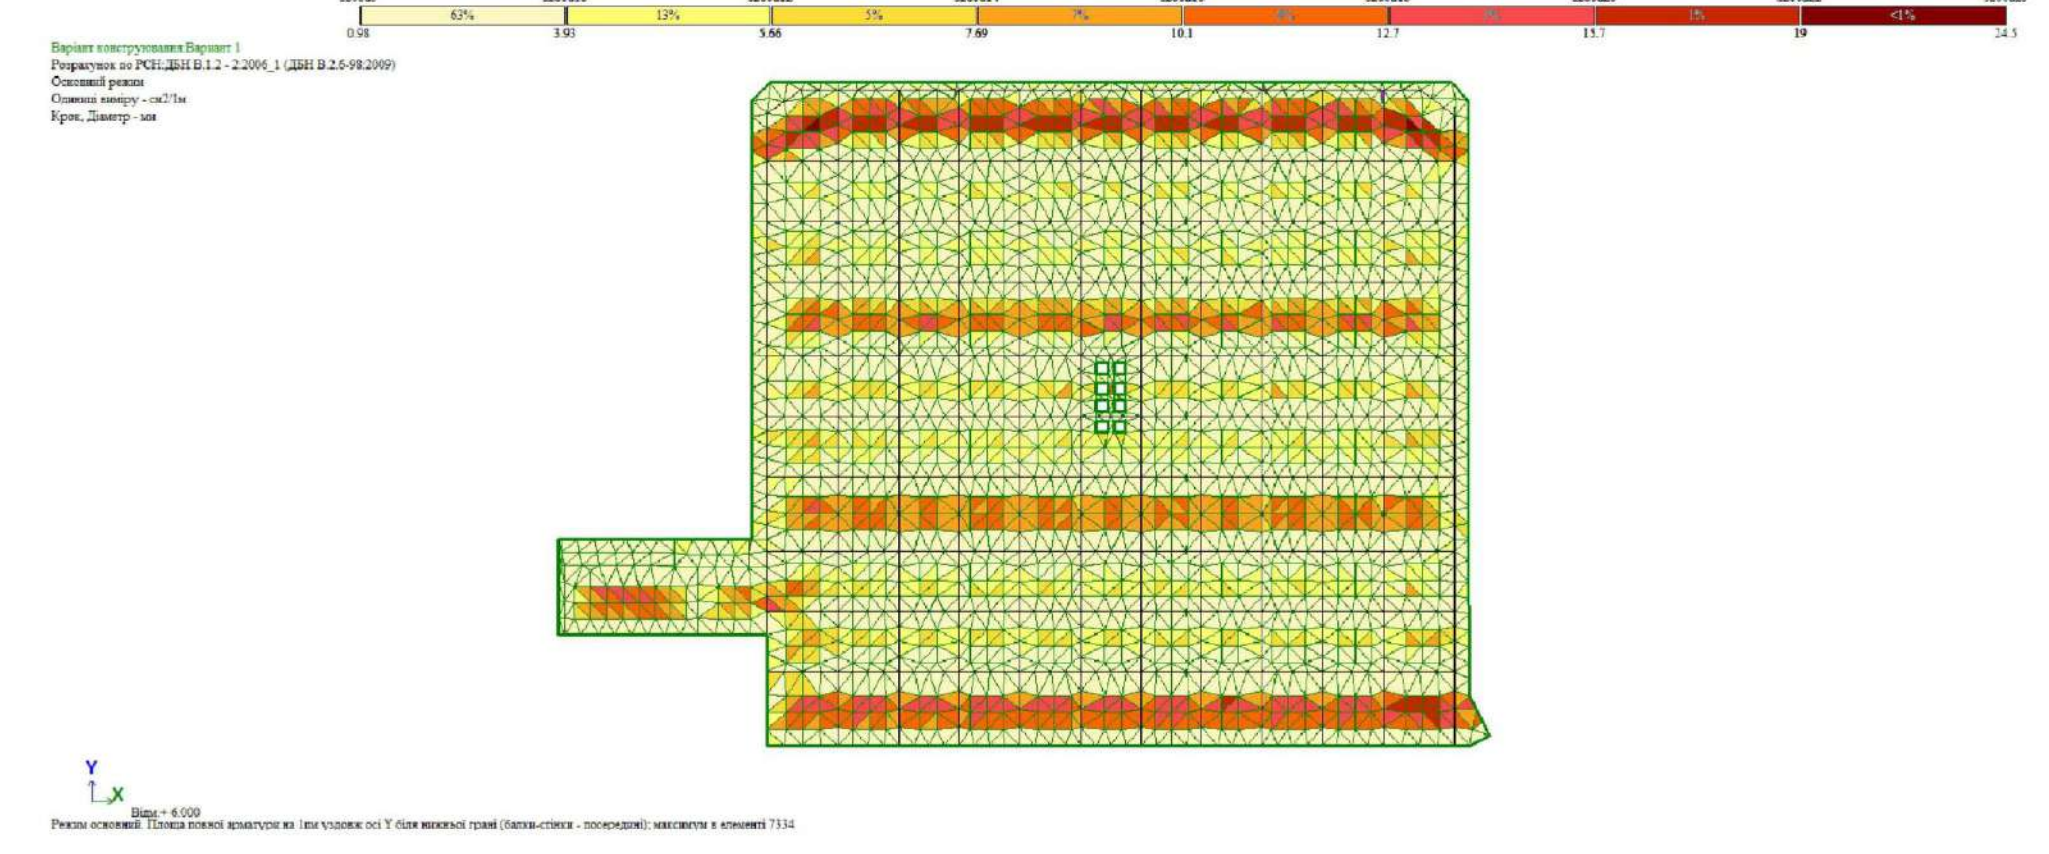 63% 13% 5% 7%
<1%
0.98 3.93 5.66 7.69 10.1 12.7 15.7 19 24.5
Варіант конструювання:Вариант 1
Розрахунок по РСН:ДБН В.1.2 - 2:2006_1 (ДБН В.2.6-98:2009)
Основний режим
Одиниці виміру - см2/1м
Крок, Діаметр - мм
Y
X
Відм.+ 6.000
Режим основний. Площа повної арматури на 1пм уздовж осі Y біля нижньої грані (балки-стінки - посередині); максимум в елементі 7334